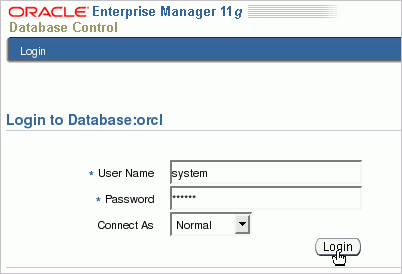 ORACLE Enterprise Manager 11g
Database Control
Login
Login to Database:orcl
* User Name system
* Password ******
Connect As Normal
Login